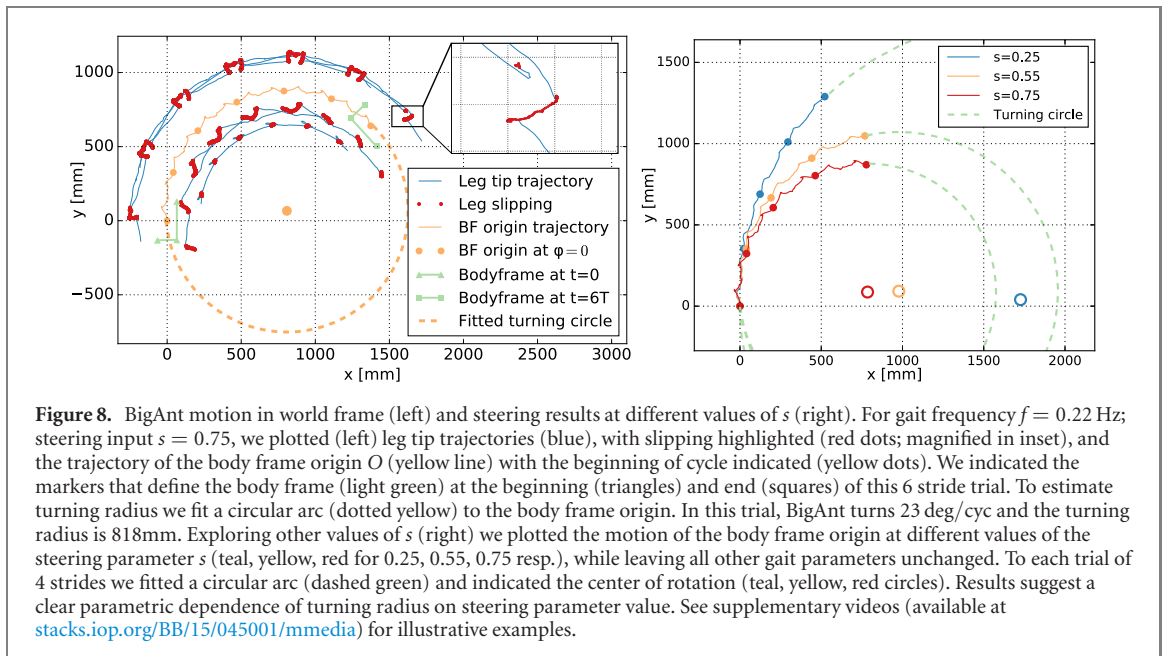 1000
500
0
−500
y [mm]
0
500
1000
1500
2000
2500
3000
x [mm]
Leg tip trajectory
Leg slipping
BF origin trajectory
BF origin at φ=0
Bodyframe at t=0
Bodyframe at t=6T
Fitted turning circle
1500
1000
500
0
y [mm]
0
500
1000
1500
2000
x [mm]
s=0.25
s=0.55
s=0.75
Turning circle
Figure 8. BigAnt motion in world frame (left) and steering results at different values of s (right). For gait frequency f = 0.22 Hz;
steering input s = 0.75, we plotted (left) leg tip trajectories (blue), with slipping highlighted (red dots; magnified in inset), and
the trajectory of the body frame origin O (yellow line) with the beginning of cycle indicated (yellow dots). We indicated the
markers that define the body frame (light green) at the beginning (triangles) and end (squares) of this 6 stride trial. To estimate
turning radius we fit a circular arc (dotted yellow) to the body frame origin. In this trial, BigAnt turns 23 deg/cyc and the turning
radius is 818mm. Exploring other values of s (right) we plotted the motion of the body frame origin at different values of the
steering parameter s (teal, yellow, red for 0.25, 0.55, 0.75 resp.), while leaving all other gait parameters unchanged. To each trial of
4 strides we fitted a circular arc (dashed green) and indicated the center of rotation (teal, yellow, red circles). Results suggest a
clear parametric dependence of turning radius on steering parameter value. See supplementary videos (available at
stacks.iop.org/BB/15/045001/mmedia) for illustrative examples.